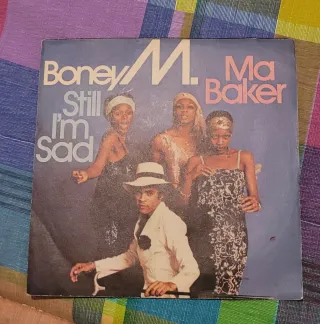 Boney M.
Still
I'm
Sad
Ma
Baker